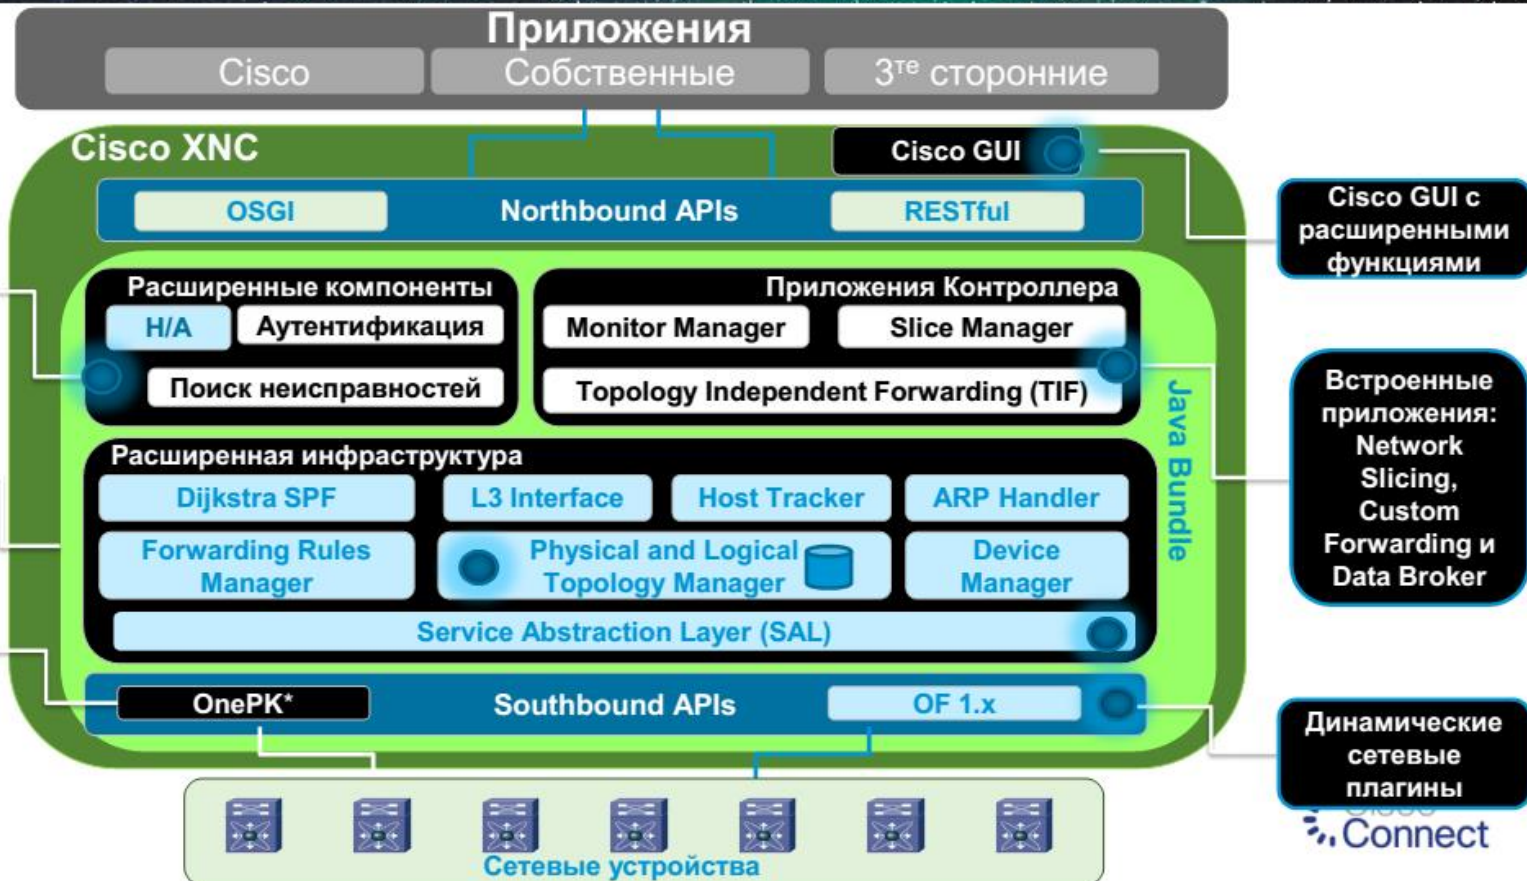 Приложения
Cisco
Собственные
3те сторонние
Cisco XNC
Cisco GUI
OSGI
Northbound APIs
RESTful
Расширенные компоненты
H/A
Аутентификация
Поиск неисправностей
Приложения Контроллера
Monitor Manager
Slice Manager
Topology Independent Forwarding (TIF)
Java Bundle
Расширенная инфраструктура
Dijkstra SPF
L3 Interface
Host Tracker
ARP Handler
Forwarding Rules
Manager
Physical and Logical
Topology Manager
Device
Manager
Service Abstraction Layer (SAL)
OnePK*
Southbound APIs
OF 1.x
Сетевые устройства
Cisco GUI с
расширенными
функциями
Встроенные
приложения:
Network
Slicing,
Custom
Forwarding и
Data Broker
Динамические
сетевые
плагины
Cisco
Connect